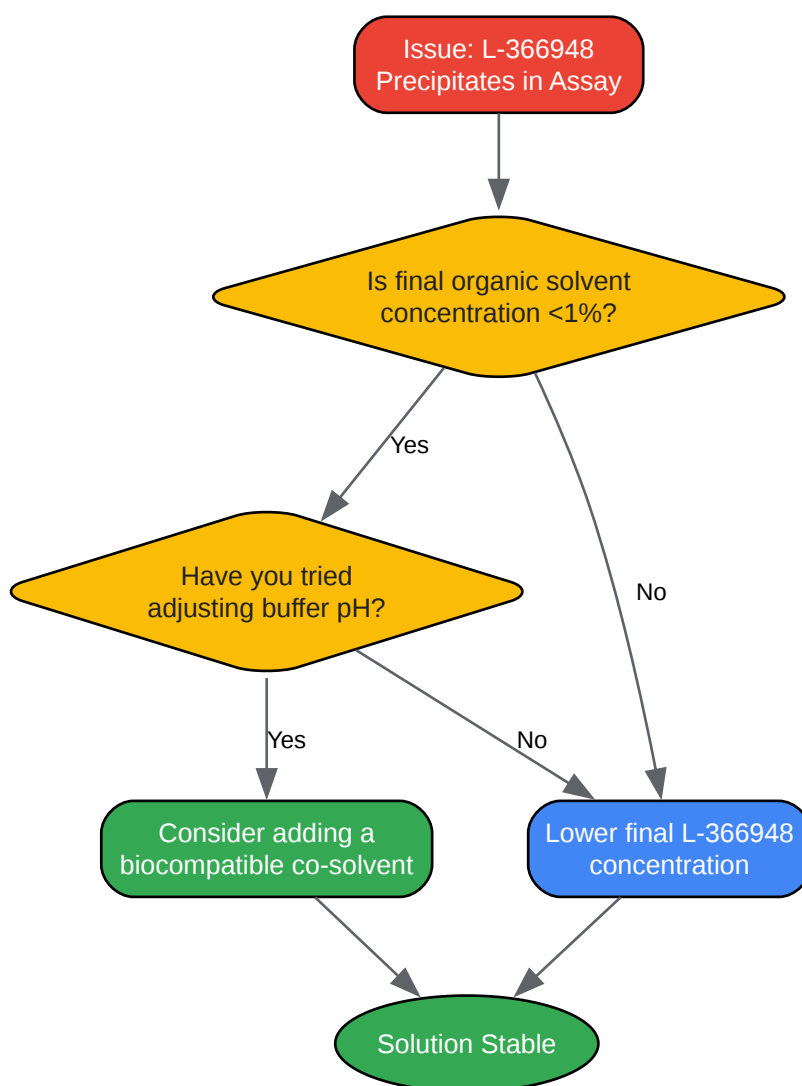 Issue: L-366948
Precipitates in Assay
Is final organic solvent
concentration <1%?
Yes
Have you tried
adjusting buffer pH?
No
Yes
No
Consider adding a
biocompatible co-solvent
Lower final L-366948
concentration
Solution Stable